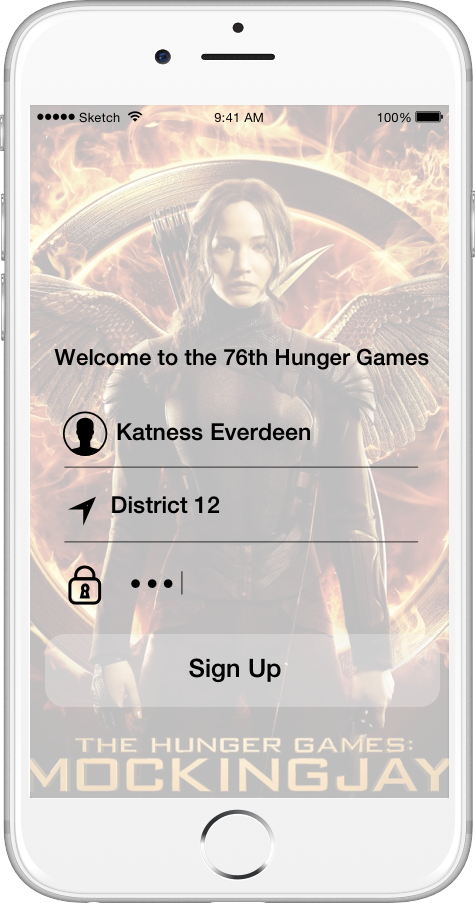 Sketch 9:41 AM 100%
Welcome to the 76th Hunger Games
Katness Everdeen
District 12
Sign Up
THE HUNGER GAMES:
MOCKINGJAY